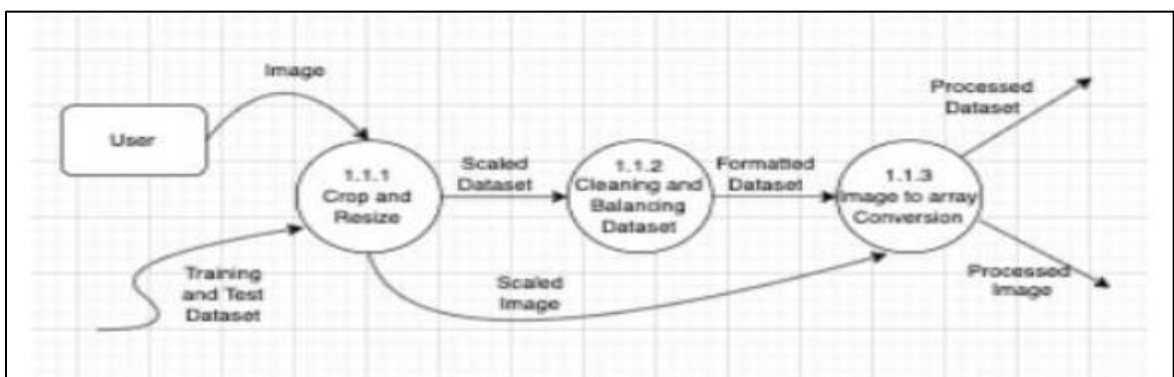 Image
User
Training
and Test
Dataset
1.1.1
Crop and
Resize
Scaled
Dataset
Scaled
Image
1.1.2
Cleaning and
Balancing
Dataset
Formatted
Dataset
1.1.3
Image to array
Conversion
Processed
Dataset
Processed
Image